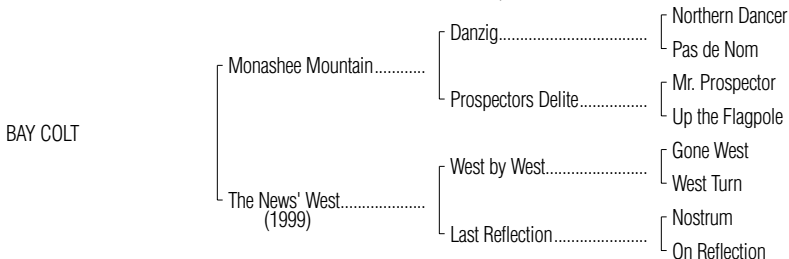 Northern Dancer
Danzig..................................
Pas de Nom
Monashee Mountain............
Mr. Prospector
Prospectors Delite................
Up the Flagpole
BAY COLT
Gone West
West by West........................
West Turn
The News' West....................
(1999)
Nostrum
Last Reflection......................
On Reflection